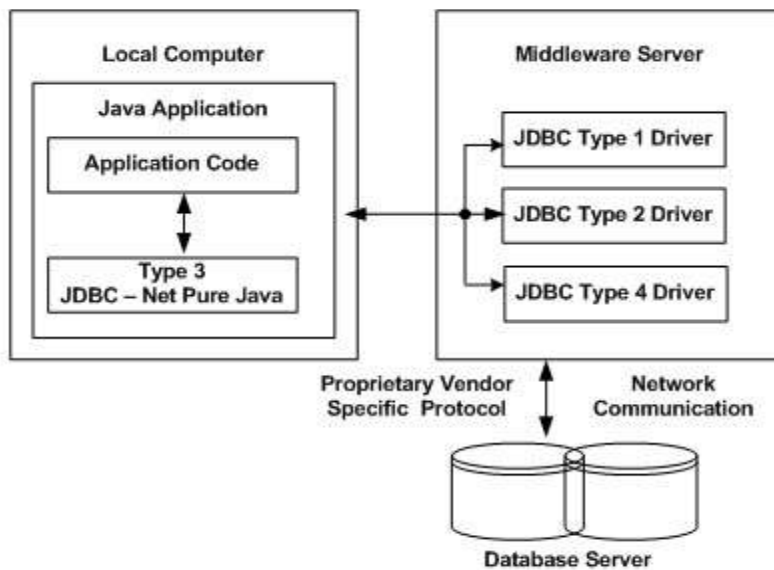 Local Computer
Java Application
Application Code
Type 3
JDBC – Net Pure Java
Middleware Server
JDBC Type 1 Driver
JDBC Type 2 Driver
JDBC Type 4 Driver
Proprietary Vendor
Specific Protocol
Network
Communication
Database Server